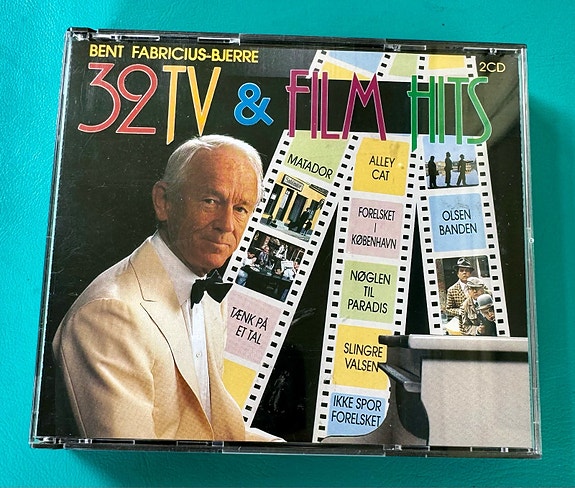 BENT FABRICIUS-BJERRE
32 TV & FILM HITS
2CD
MATADOR
ALLEY
CAT
FORELSKET
I
KØBENHAVN
OLSEN
BANDEN
NØGLEN
TIL
PARADIS
TÆNK PÅ
ET TAL
SLINGRE
VALSEN
IKKE SPOR
FORELSKET